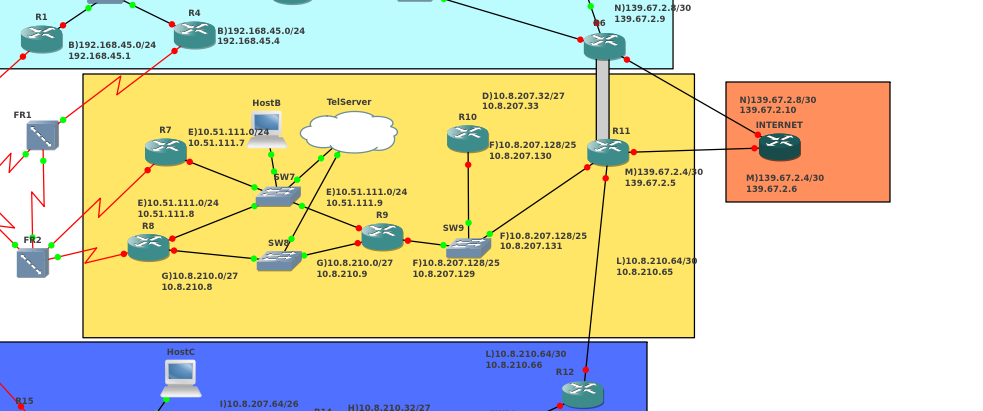 N)139.67.2.8/30
139.67.2.9
R1
R4
R6
B)192.168.45.0/24
192.168.45.1
B)192.168.45.0/24
192.168.45.4
FR1
HostB
TelServer
D)10.8.207.32/27
10.8.207.33
N)139.67.2.8/30
139.67.2.10
INTERNET
R7
E)10.51.111.0/24
10.51.111.7
R10
F)10.8.207.128/25
10.8.207.130
R11
M)139.67.2.4/30
139.67.2.5
M)139.67.2.4/30
139.67.2.6
SW7
E)10.51.111.0/24
10.51.111.8
E)10.51.111.0/24
10.51.111.9
R8
R9
SW9
FR2
SW8
F)10.8.207.128/25
10.8.207.131
G)10.8.210.0/27
10.8.210.8
G)10.8.210.0/27
10.8.210.9
F)10.8.207.128/25
10.8.207.129
L)10.8.210.64/30
10.8.210.65
HostC
L)10.8.210.64/30
10.8.210.66
R12
R15
I)10.8.207.64/26
H)10.8.210.32/27